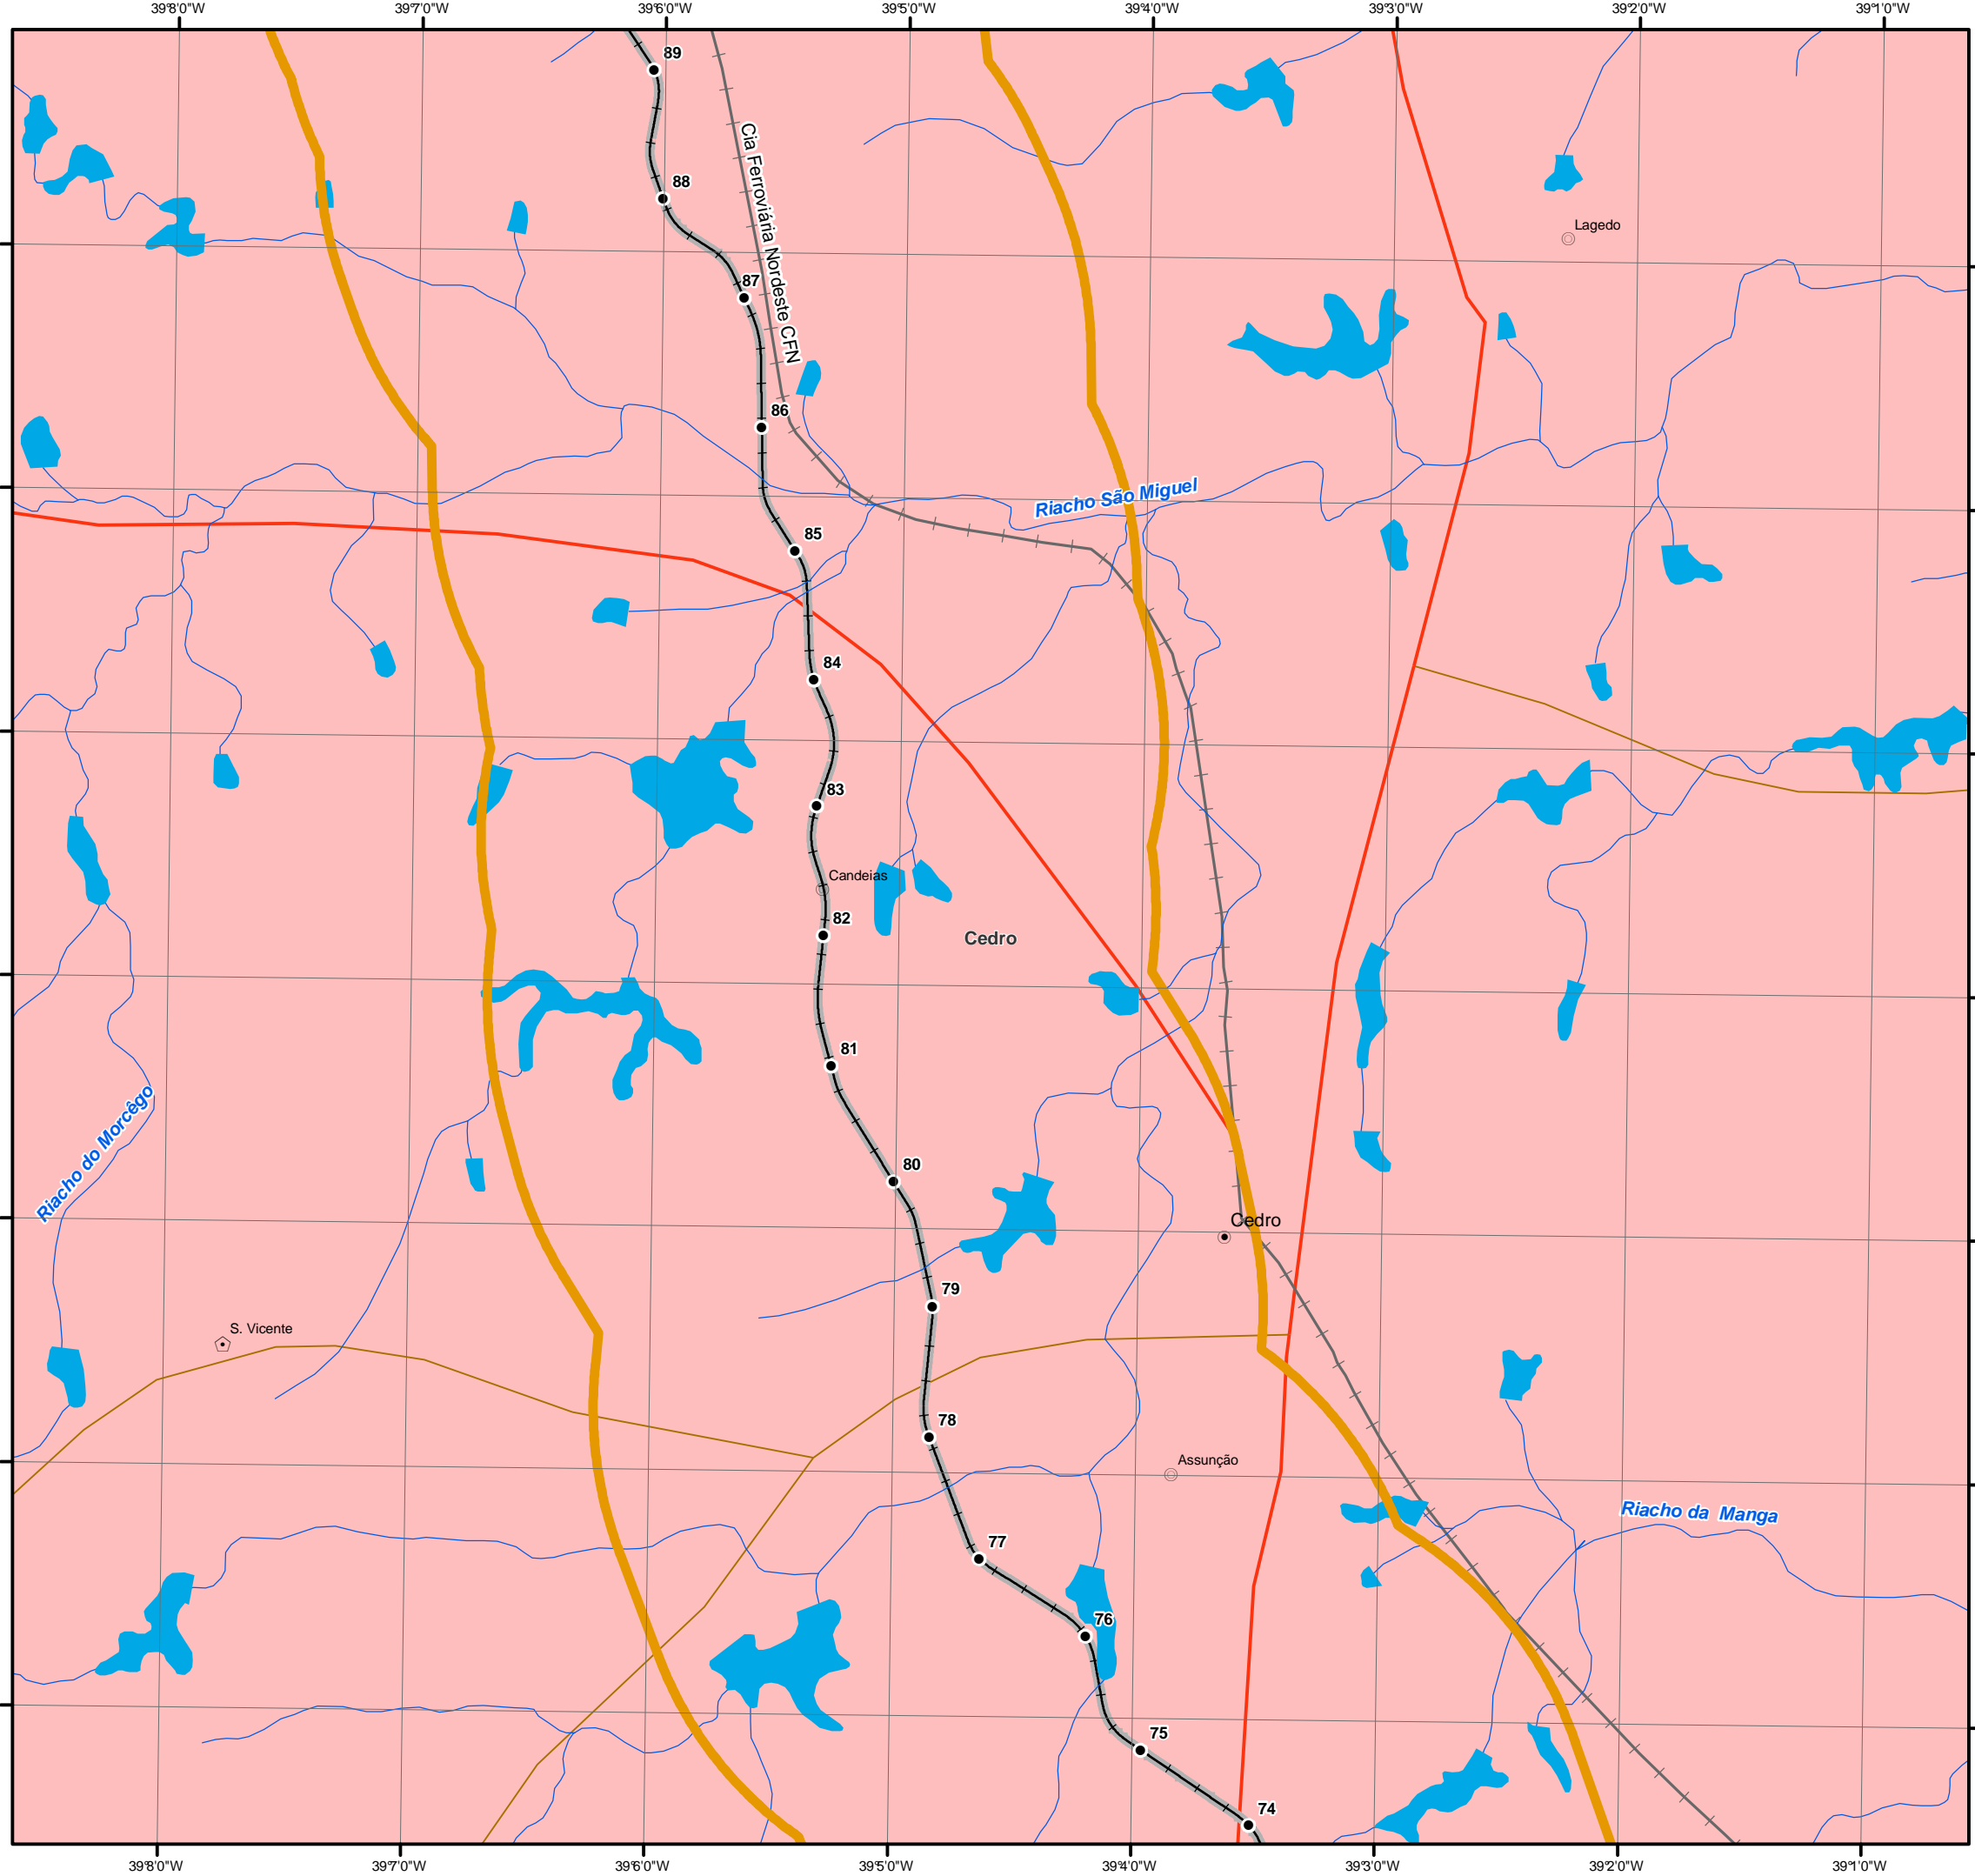 39°8'0"W 39°7'0"W 39°6'0"W 39°5'0"W 39°4'0"W 39°3'0"W 39°2'0"W 39°1'0"W
89
Cia Ferroviária Nordeste CFN
88
Lagedo
87
86
Riacho São Miguel
85
84
83
Candeias
82
Cedro
81
Riacho do Morcêgo
80
Cedro
79
S. Vicente
78
Assunção
Riacho da Manga
77
76
75
74
39°8'0"W 39°7'0"W 39°6'0"W 39°5'0"W 39°4'0"W 39°3'0"W 39°2'0"W 39°1'0"W